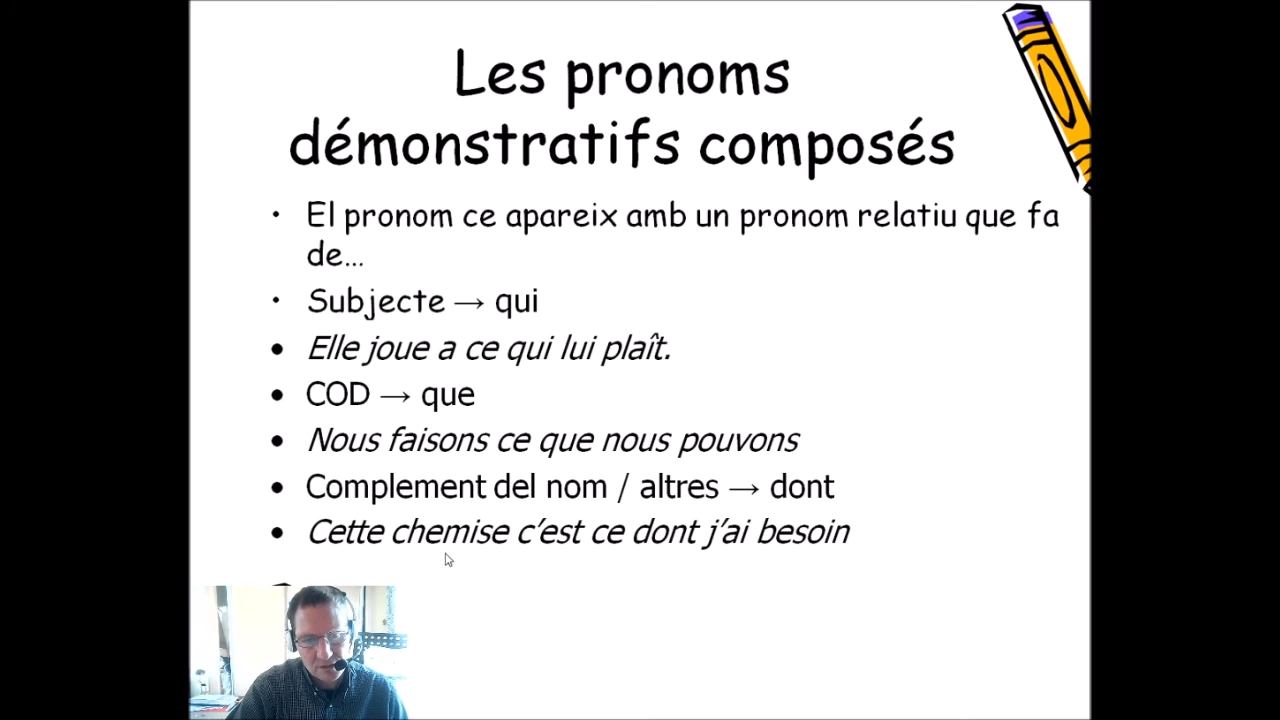 Les pronoms
démonstratifs composés
• El pronom ce apareix amb un pronom relatiu que fa
de...
• Subjecte → qui
• Elle joue a ce qui lui plaît.
• COD → que
• Nous faisons ce que nous pouvons
• Complement del nom / altres → dont
• Cette chemise c’est ce dont j’ai besoin